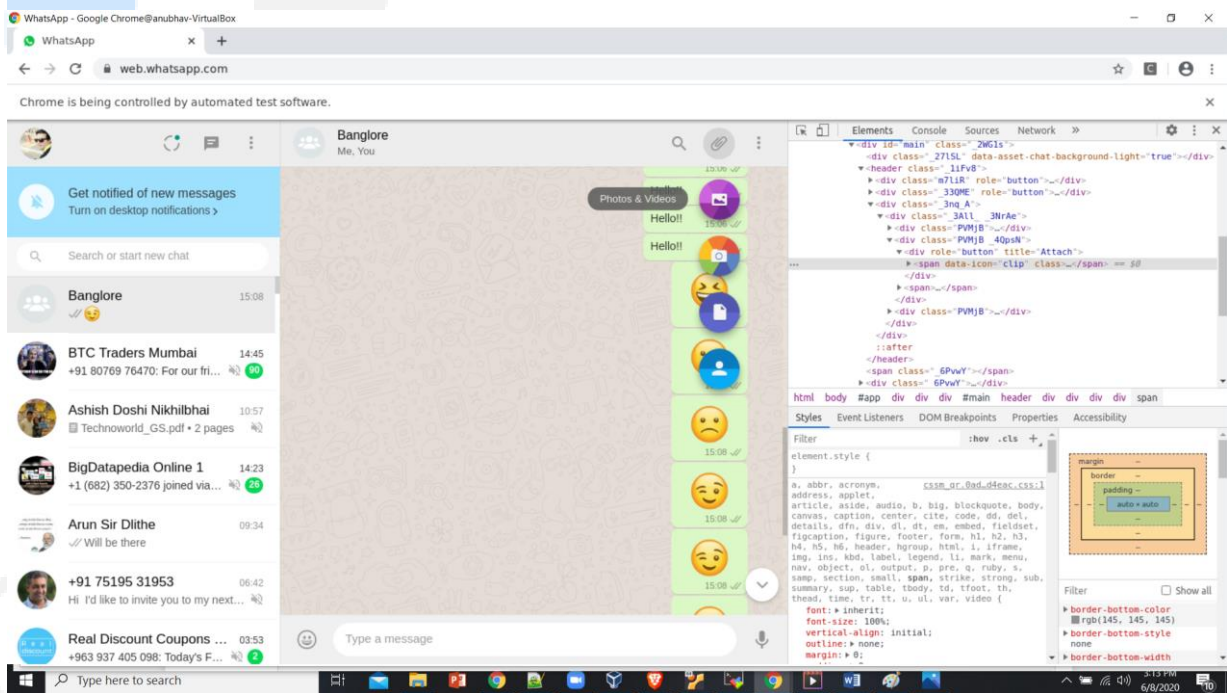 WhatsApp - Google Chrome@anubhav-VirtualBox
WhatsApp
web.whatsapp.com
Chrome is being controlled by automated test software.
Get notified of new messages
Turn on desktop notifications >
Search or start new chat
Banglore
15:08
BTC Traders Mumbai
14:45
+91 80769 76470: For our fri...
90
Ashish Doshi Nikhilbhai
10:57
Technoworld_GS.pdf • 2 pages
BigDatapedia Online 1
14:23
+1 (682) 350-2376 joined via...
26
Arun Sir Dlithe
09:34
Will be there
+91 75195 31953
06:42
Hi I'd like to invite you to my next...
Real Discount Coupons ...
03:53
+963 937 405 098: Today's F...
2
Banglore
Me, You
15:06
Photos & Videos
Hello!!
15:06
Hello!!
15:08
15:08
15:08
Type a message
Elements Console Sources Network »
▼<div id="main" class="_2WG1s">
<div class="_27lSL" data-asset-chat-background-light="true"></div>
▼<header class="_1iFv8">
▶<div class="m7liR" role="button">…</div>
▶<div class="_33QME" role="button">…</div>
▼<div class="_3nq_A">
▼<div class="_3All_ _3NrAe">
▶<div class="PVMjB">…</div>
▼<div class="PVMjB _4QpsN">
▼<div role="button" title="Attach">
... ▶<span data-icon="clip" class>…</span> == $0
</div>
▶<span>…</span>
</div>
▶<div class="PVMjB">…</div>
</div>
</div>
::after
</header>
<span class="_6PvwY"></span>
▶<div class="_6PvwY">…</div>
html body #app div div div #main header div div div div span
Styles Event Listeners DOM Breakpoints Properties Accessibility
Filter :hov .cls +
element.style {
}
a, abbr, acronym, cssm_qr.0ad…d4eac.css:1
address, applet,
article, aside, audio, b, big, blockquote, body,
canvas, caption, center, cite, code, dd, del,
details, dfn, div, dl, dt, em, embed, fieldset,
figcaption, figure, footer, form, h1, h2, h3,
h4, h5, h6, header, hgroup, html, i, iframe,
img, ins, kbd, label, legend, li, mark, menu,
nav, object, ol, output, p, pre, q, ruby, s,
samp, section, small, span, strike, strong, sub,
summary, sup, table, tbody, td, tfoot, th,
thead, time, tr, tt, u, ul, var, video {
font: ▶ inherit;
font-size: 100%;
vertical-align: initial;
outline: ▶ none;
margin: ▶ 0;
margin –
border –
padding –
auto × auto
Filter Show all
▶ border-bottom-color
rgb(145, 145, 145)
▶ border-bottom-style
none
▶ border-bottom-width
Type here to search
3:13 PM
6/8/2020
10